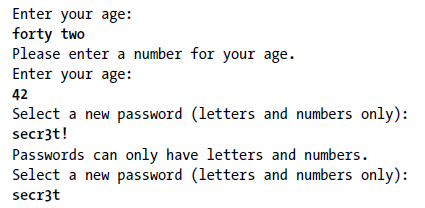 Enter your age:
forty two
Please enter a number for your age.
Enter your age:
42
Select a new password (letters and numbers only):
secr3t!
Passwords can only have letters and numbers.
Select a new password (letters and numbers only):
secr3t